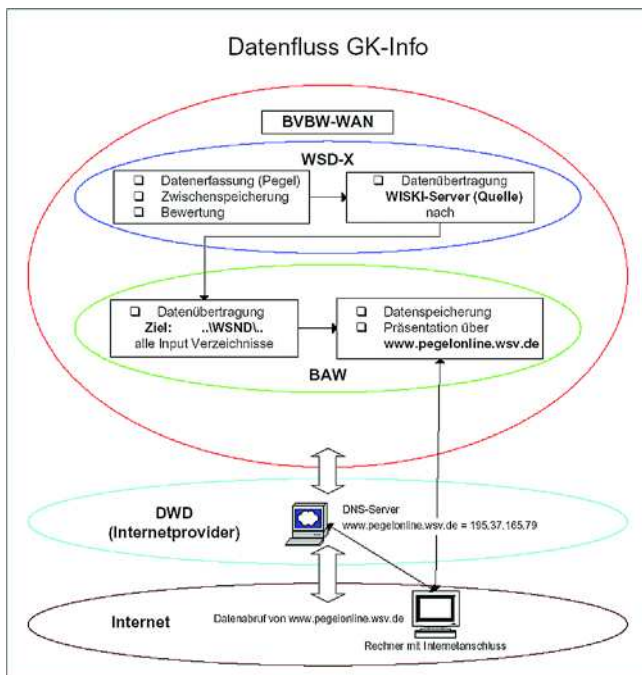 Datenfluss GK-Info
BVBW-WAN
WSD-X
Datenerfassung (Pegel)
Zwischenspeicherung
Bewertung
Datenübertragung
WISKI-Server (Quelle)
nach
Datenübertragung
Ziel: ..\WSND\..
alle Input Verzeichnisse
Datenspeicherung
Präsentation über
www.pegelonline.wsv.de
BAW
DWD
(Internetprovider)
DNS-Server
www.pegelonline.wsv.de = 195.37.165.79
Internet
Datenabruf von www.pegelonline.wsv.de
Rechner mit Internetanschluss